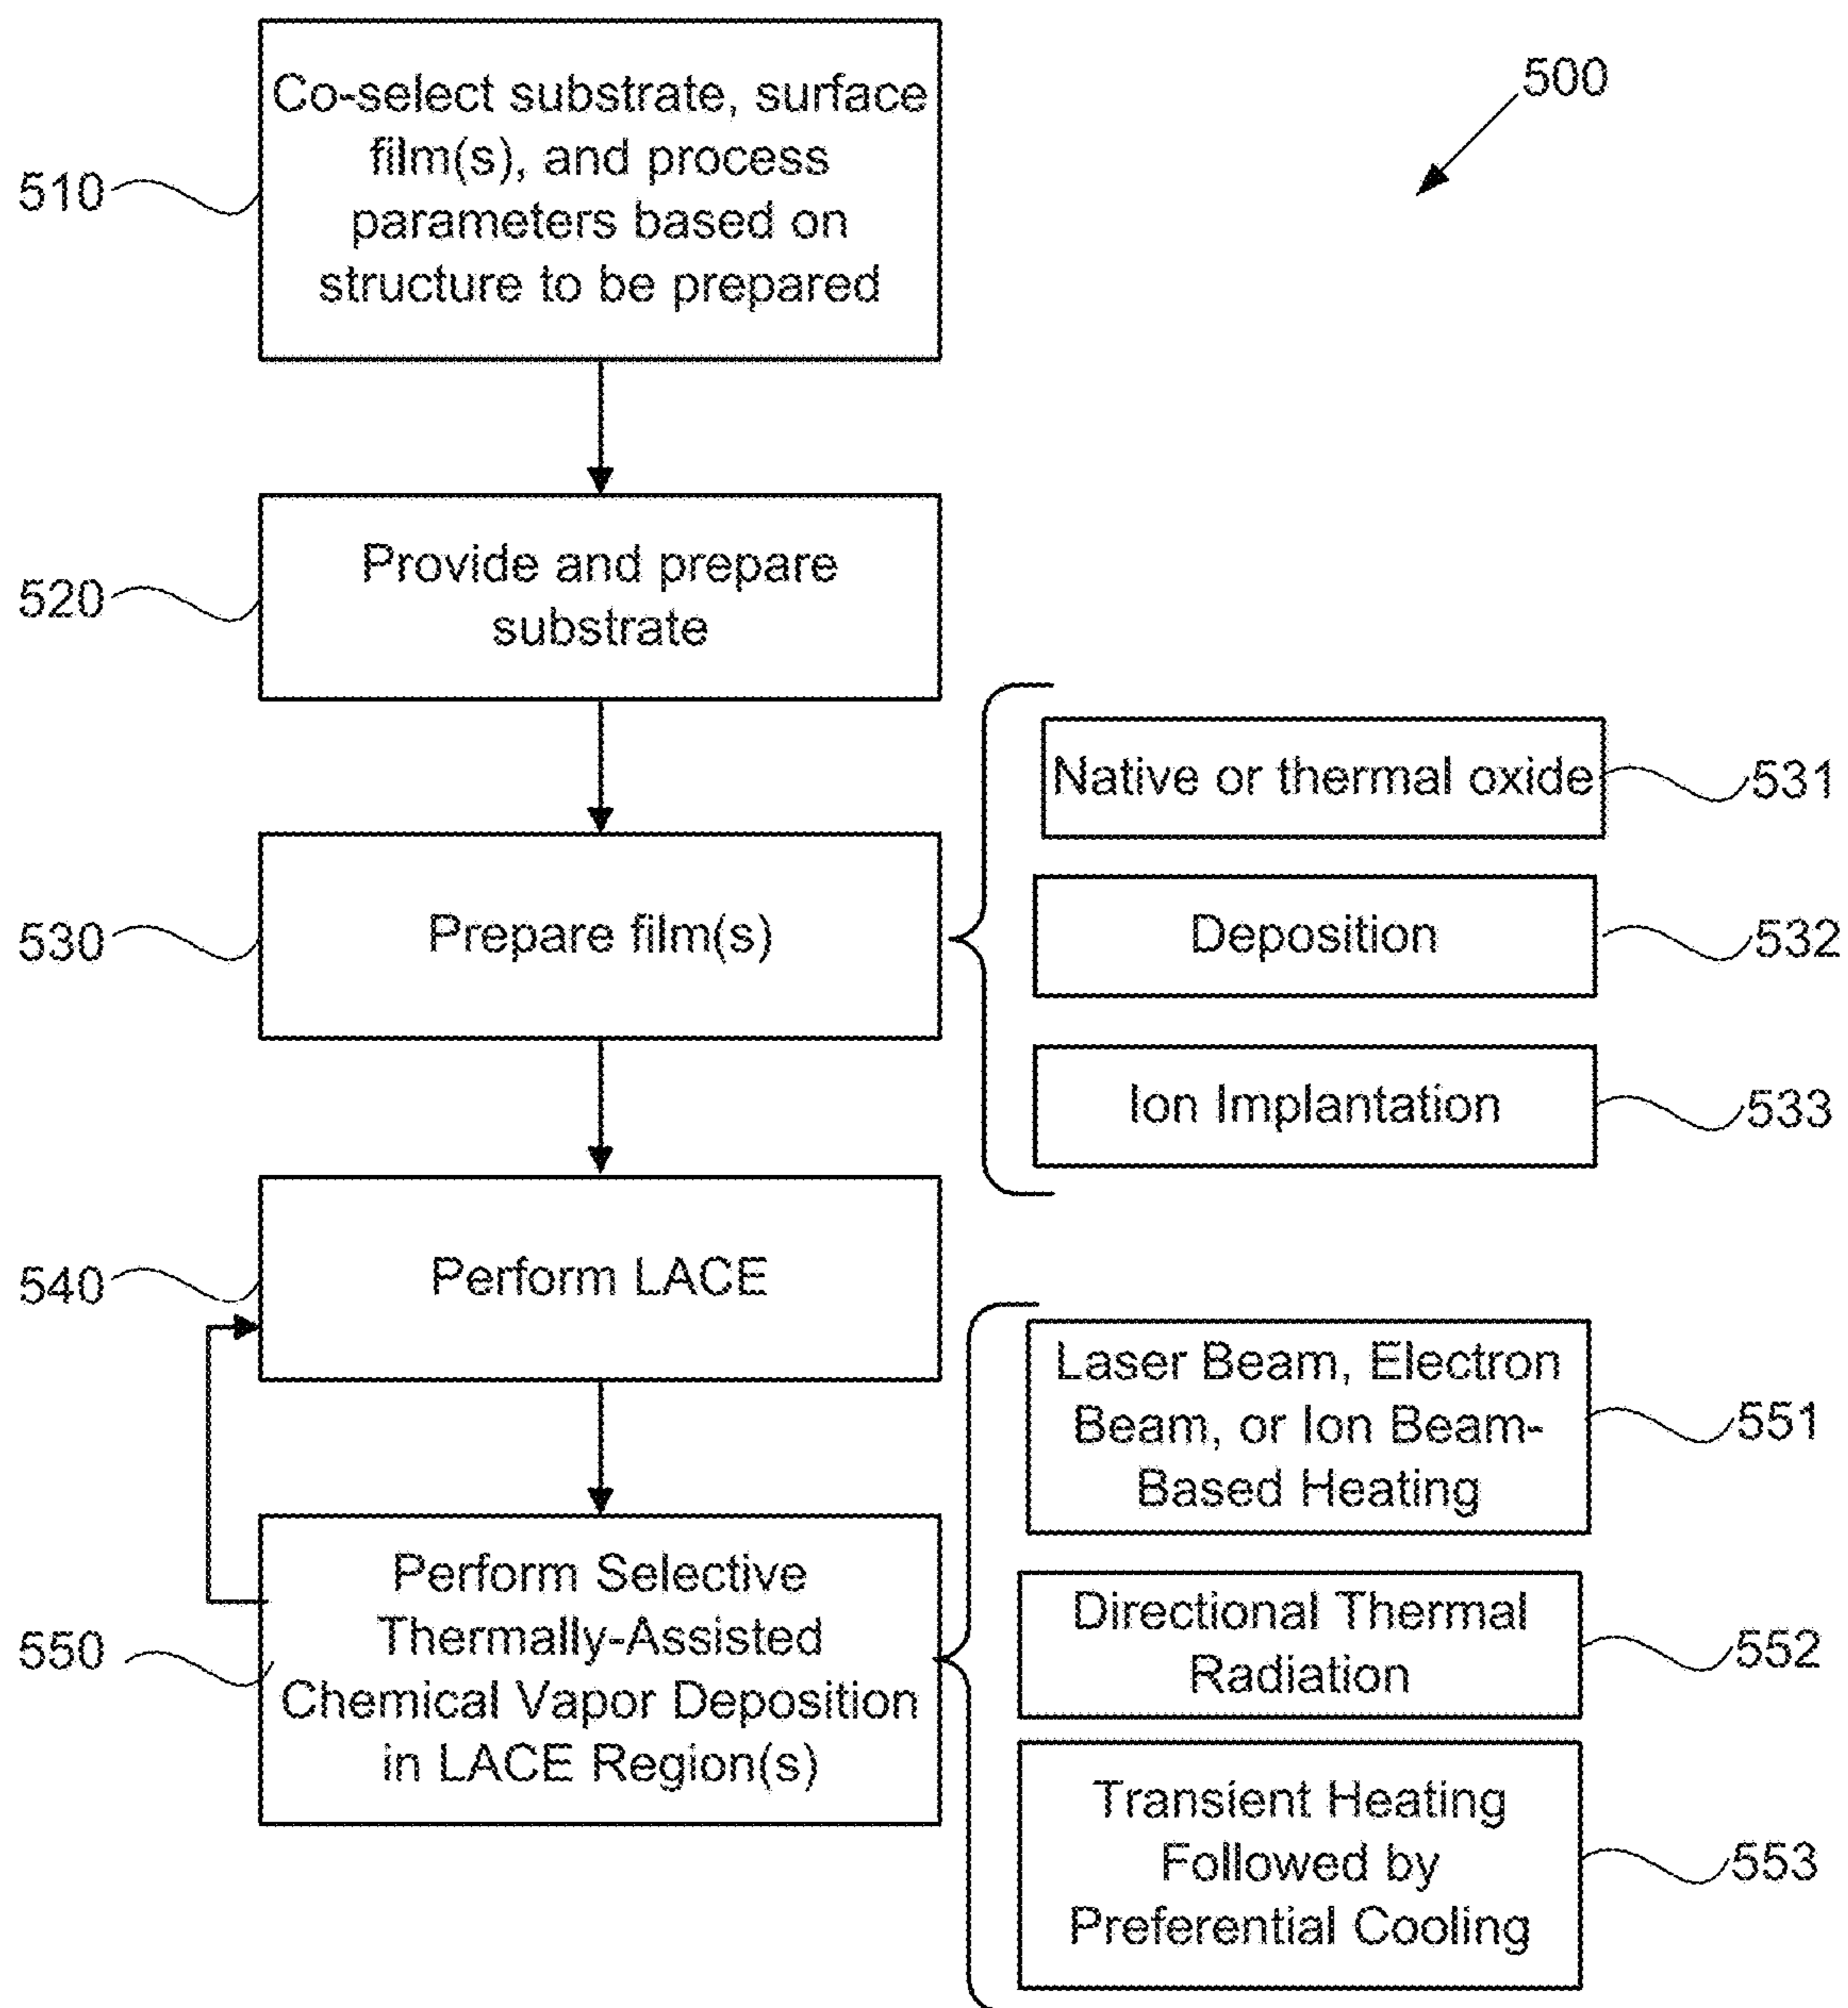 500
510
Co-select substrate, surface
film(s), and process
parameters based on
structure to be prepared
520
Provide and prepare
substrate
530
Prepare film(s)
Native or thermal oxide
531
Deposition
532
Ion Implantation
533
540
Perform LACE
550
Perform Selective
Thermally-Assisted
Chemical Vapor Deposition
in LACE Region(s)
Laser Beam, Electron
Beam, or Ion Beam-
Based Heating
551
Directional Thermal
Radiation
552
Transient Heating
Followed by
Preferential Cooling
553